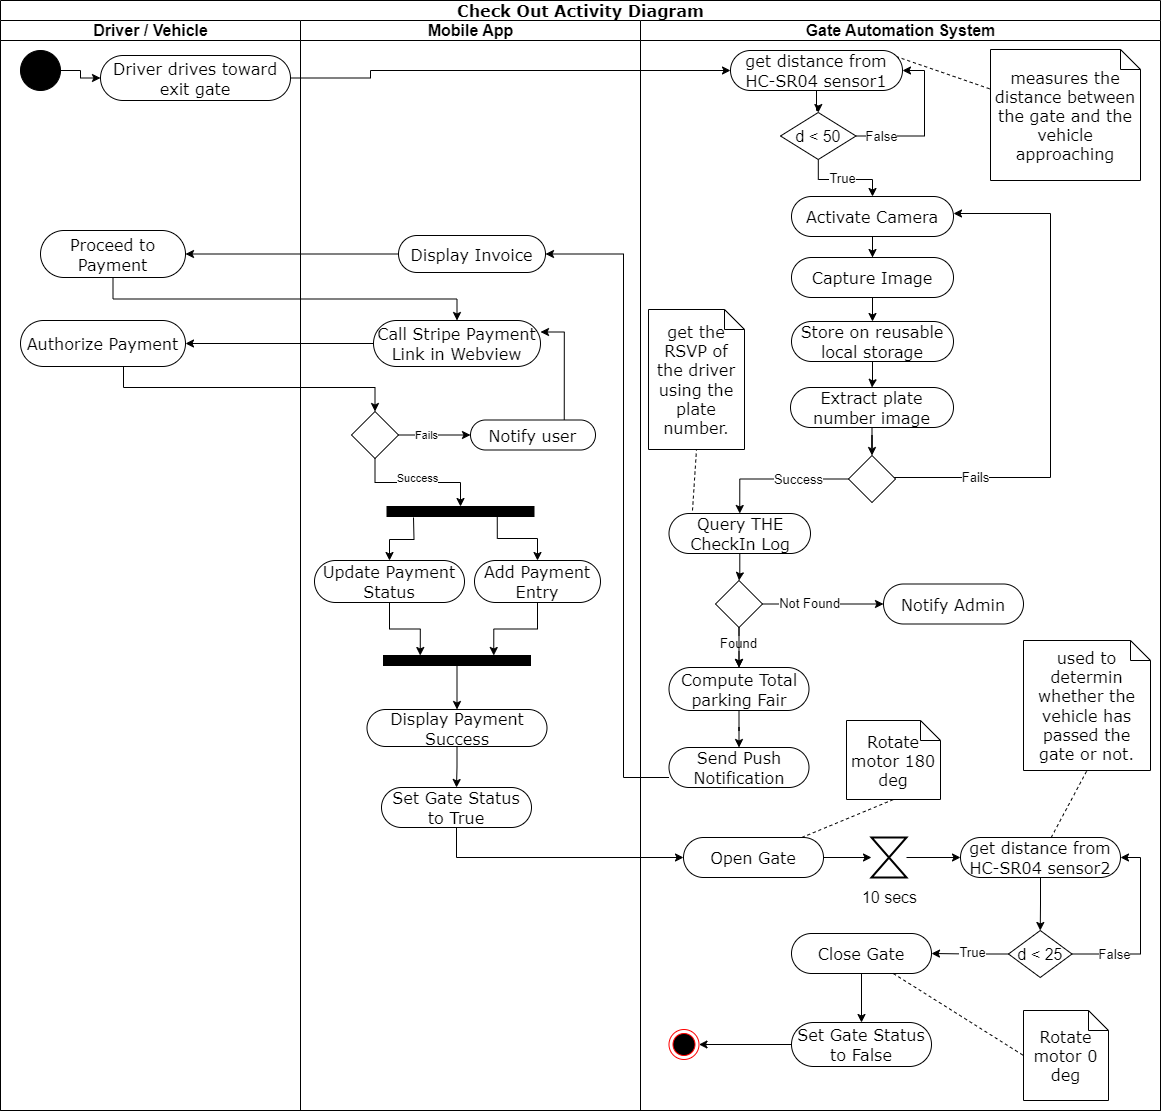 Check Out Activity Diagram
Driver / Vehicle
Mobile App
Gate Automation System
Driver drives toward
exit gate
get distance from
HC-SR04 sensor1
measures the
distance between
the gate and the
vehicle
approaching
d < 50
False
True
Activate Camera
Proceed to
Payment
Display Invoice
Capture Image
Authorize Payment
Call Stripe Payment
Link in Webview
get the
RSVP of
the driver
using the
plate
number.
Store on reusable
local storage
Extract plate
number image
Fails
Notify user
Success
Success
Fails
Query THE
CheckIn Log
Update Payment
Status
Add Payment
Entry
Not Found
Notify Admin
Found
Compute Total
parking Fair
used to
determin
whether the
vehicle has
passed the
gate or not.
Display Payment
Success
Send Push
Notification
Rotate
motor 180
deg
Set Gate Status
to True
Open Gate
10 secs
get distance from
HC-SR04 sensor2
Close Gate
True
d < 25
False
Set Gate Status
to False
Rotate
motor 0
deg